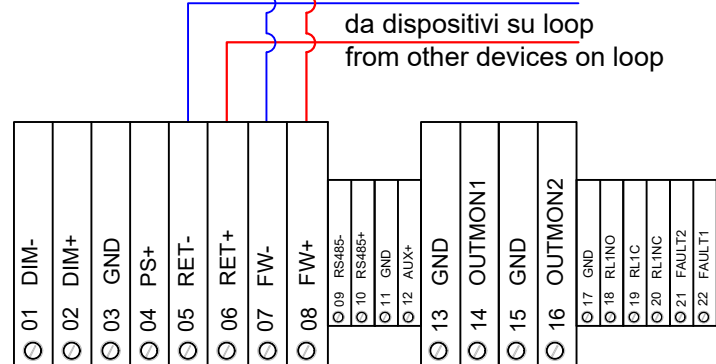 da dispositivi su loop
from other devices on loop
01 DIM-
02 DIM+
03 GND
04 PS+
05 RET-
06 RET+
07 FW-
08 FW+
09 RS485-
10 RS485+
11 GND
12 AUX+
13 GND
14 OUTMON1
15 GND
16 OUTMON2
17 GND
18 RL1NO
19 RL1C
20 RL1NC
21 FAULT2
22 FAULT1